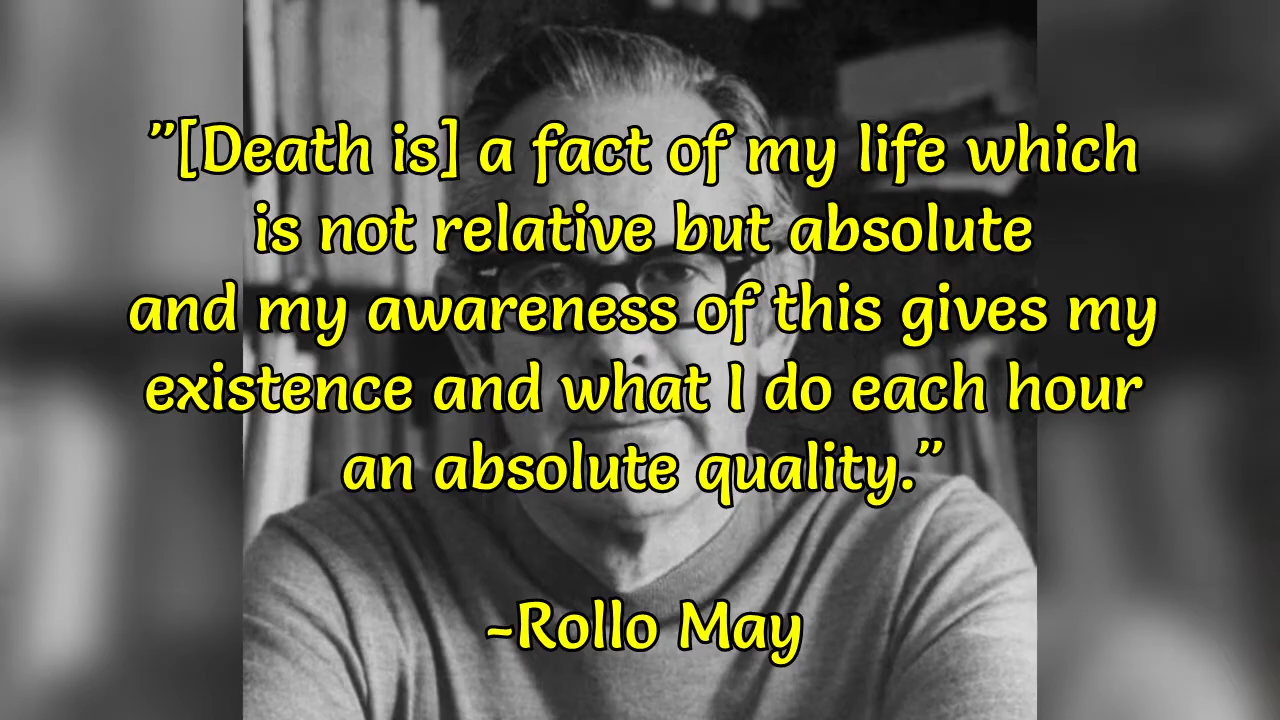 "[Death is] a fact of my life which
is not relative but absolute
and my awareness of this gives my
existence and what I do each hour
an absolute quality."
~Rollo May